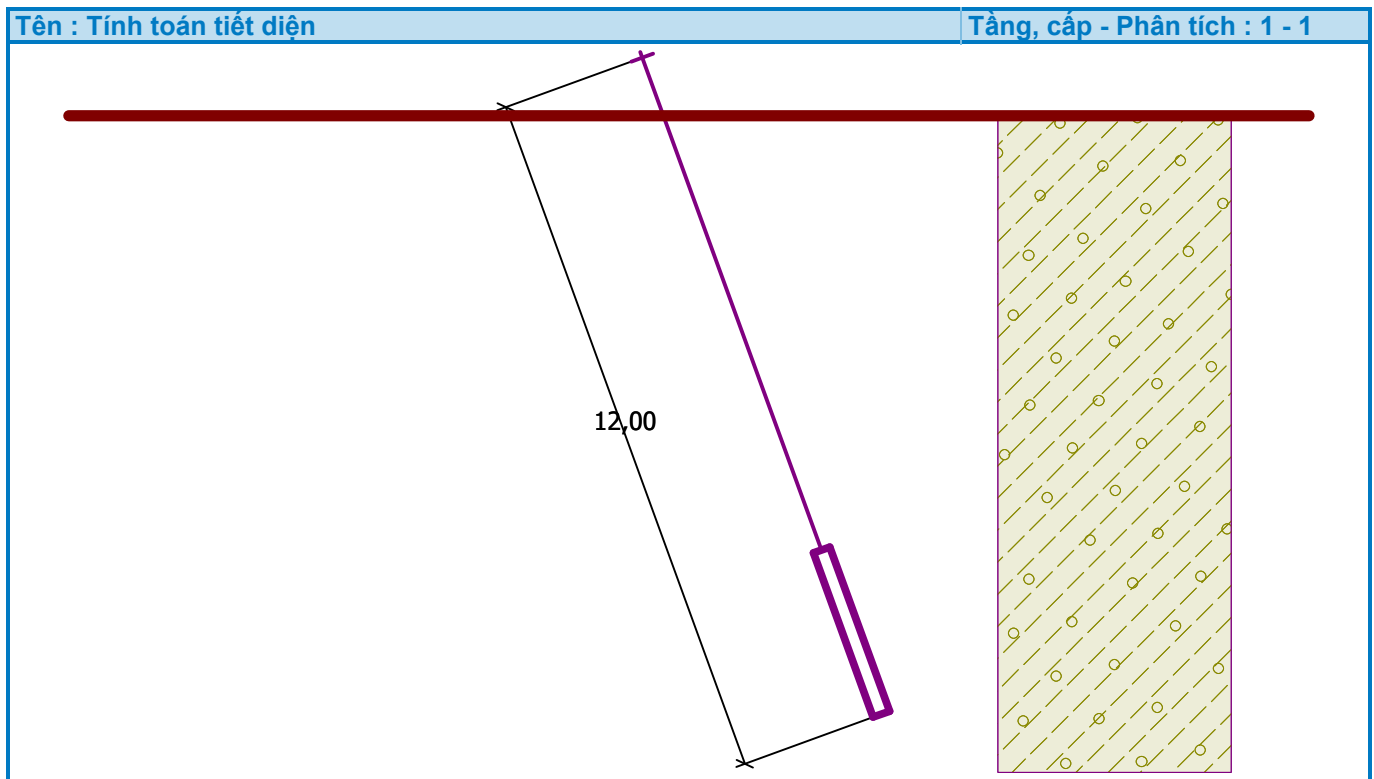 Tên : Tính toán tiết diện
Tầng, cấp - Phân tích : 1 - 1
12,00